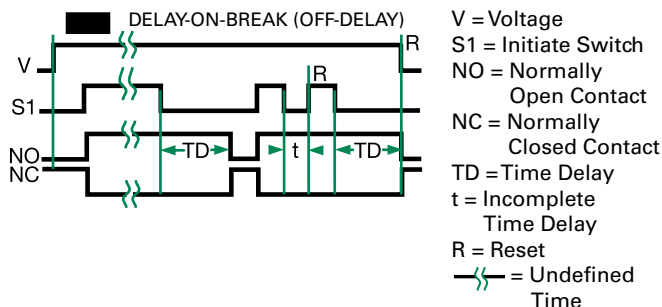 DELAY-ON-BREAK (OFF-DELAY)
V
R
S1
R
NO
NC
TD
t
TD
V = Voltage
S1 = Initiate Switch
NO = Normally
Open Contact
NC = Normally
Closed Contact
TD = Time Delay
t = Incomplete
Time Delay
R = Reset
= Undefined
Time